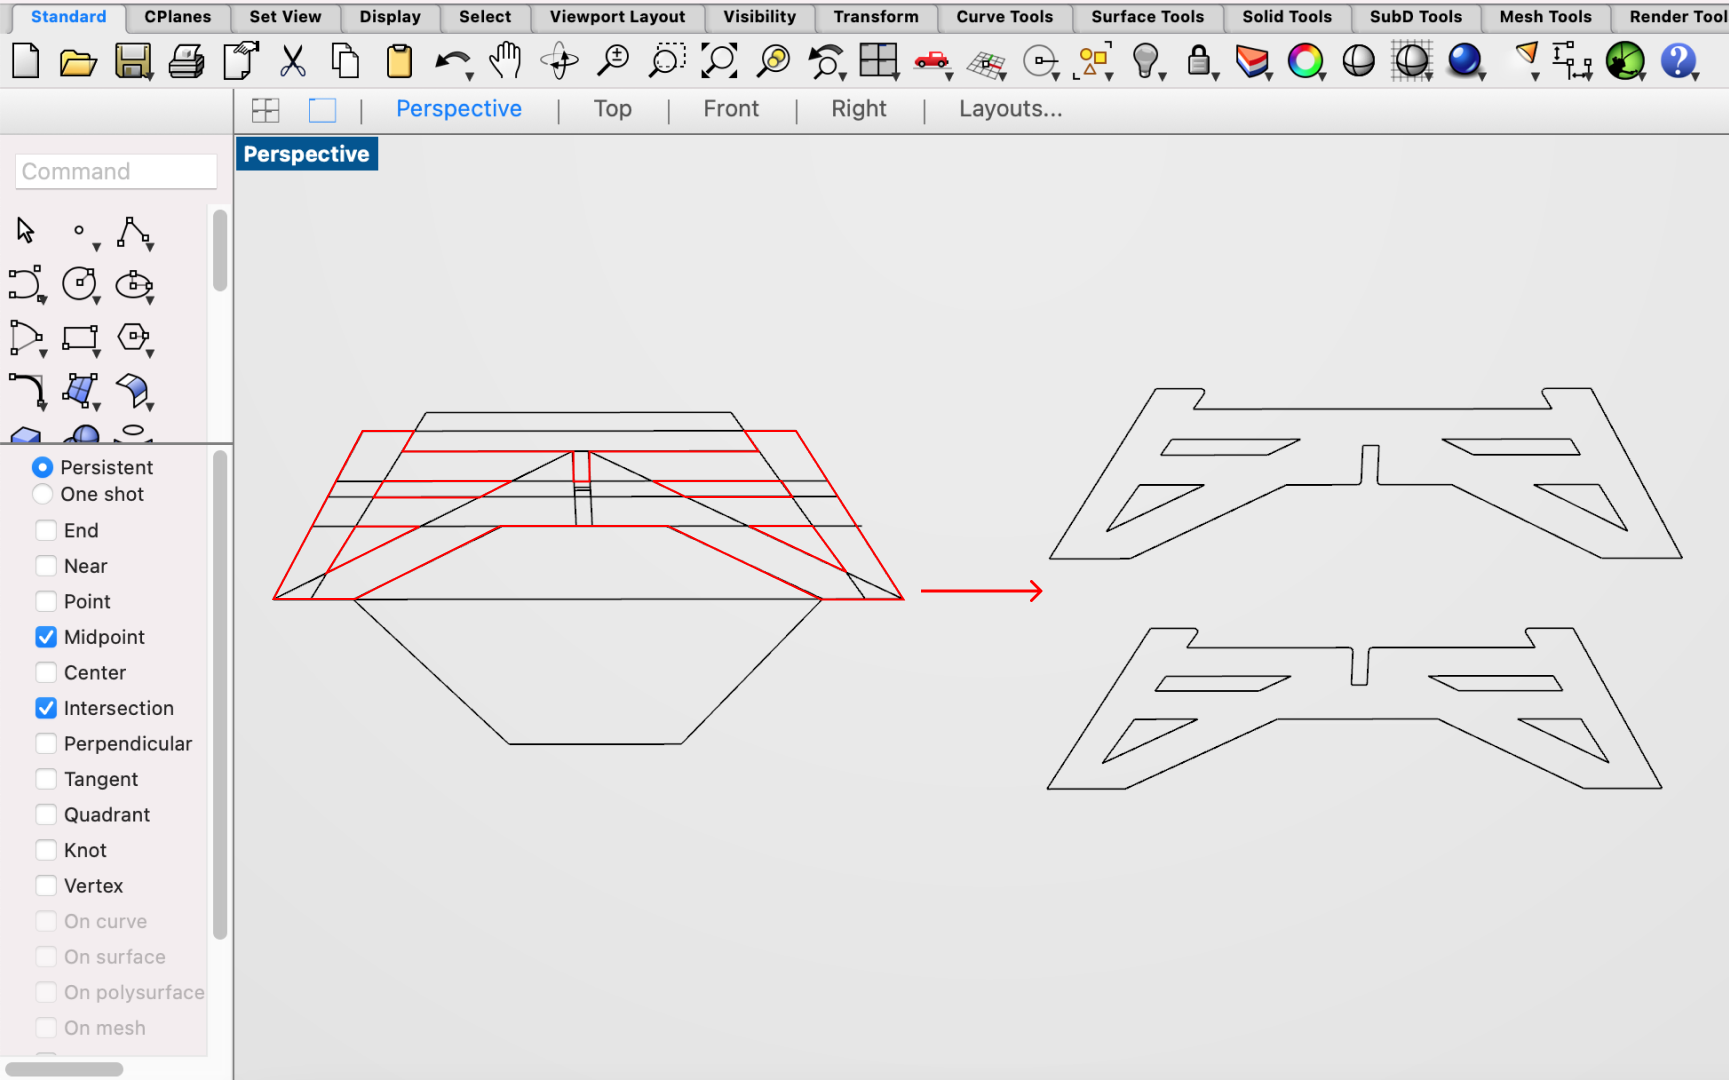 Standard CPlanes Set View Display Select Viewport Layout Visibility Transform Curve Tools Surface Tools Solid Tools SubD Tools Mesh Tools Render Tool
Perspective | Top | Front | Right | Layouts...
Perspective
Command
Persistent
One shot
End
Near
Point
Midpoint
Center
Intersection
Perpendicular
Tangent
Quadrant
Knot
Vertex
On curve
On surface
On polysurface
On mesh